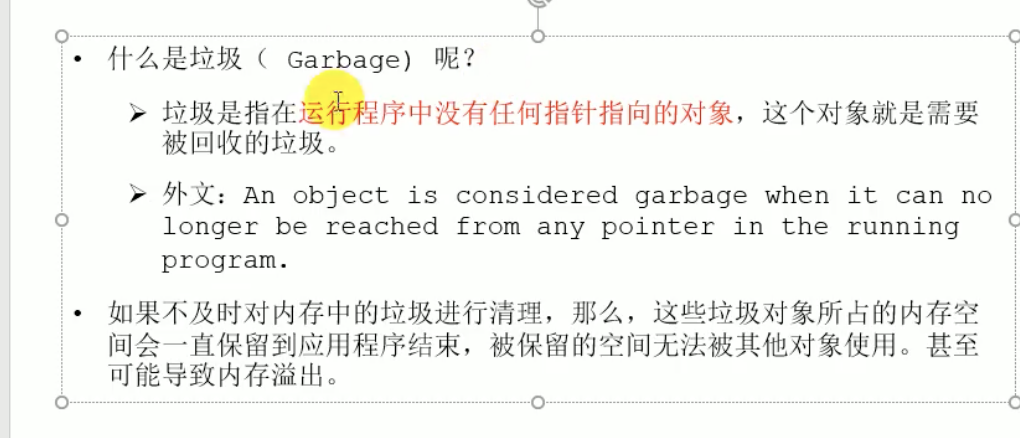 • 什么是垃圾（ Garbage） 呢？
➢ 垃圾是指在运行程序中没有任何指针指向的对象，这个对象就是需要
被回收的垃圾。
➢ 外文：An object is considered garbage when it can no
longer be reached from any pointer in the running
program.
• 如果不及时对内存中的垃圾进行清理，那么，这些垃圾对象所占的内存空
间会一直保留到应用程序结束，被保留的空间无法被其他对象使用。甚至
可能导致内存溢出。